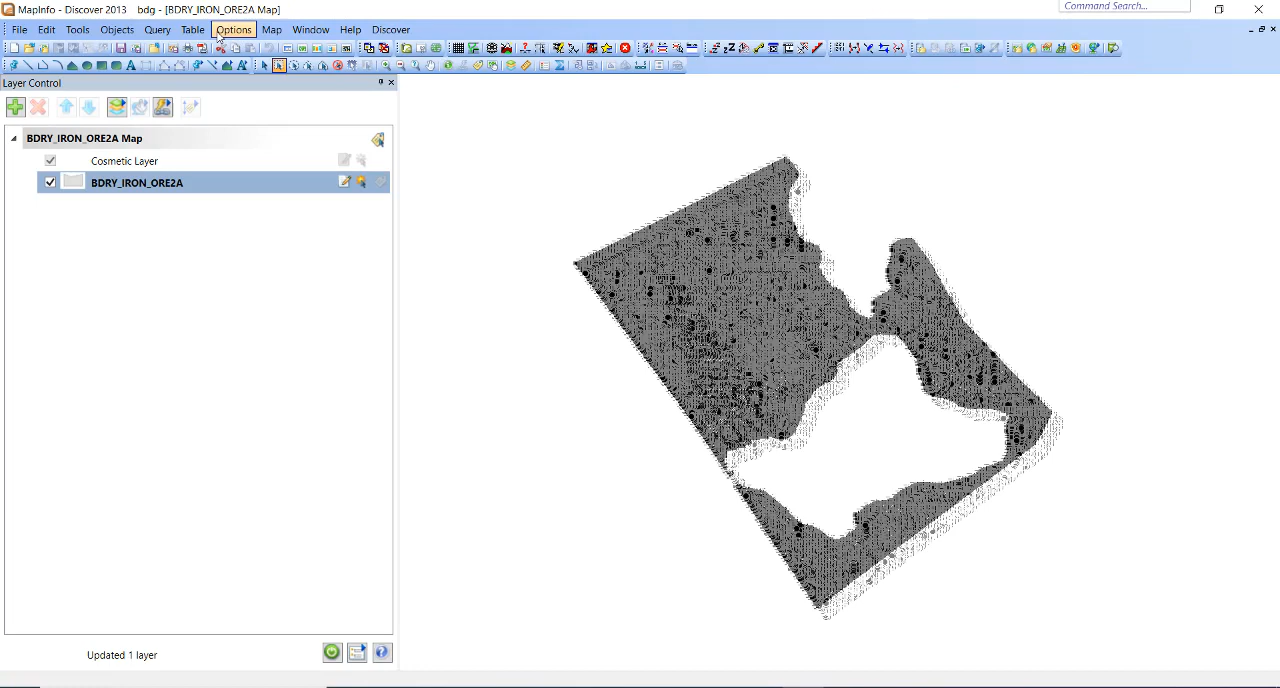 MapInfo - Discover 2013    bdg - [BDRY_IRON_ORE2A Map]
Command Search...
File Edit Tools Objects Query Table Options Map Window Help Discover
Layer Control
BDRY_IRON_ORE2A Map
Cosmetic Layer
BDRY_IRON_ORE2A
Updated 1 layer